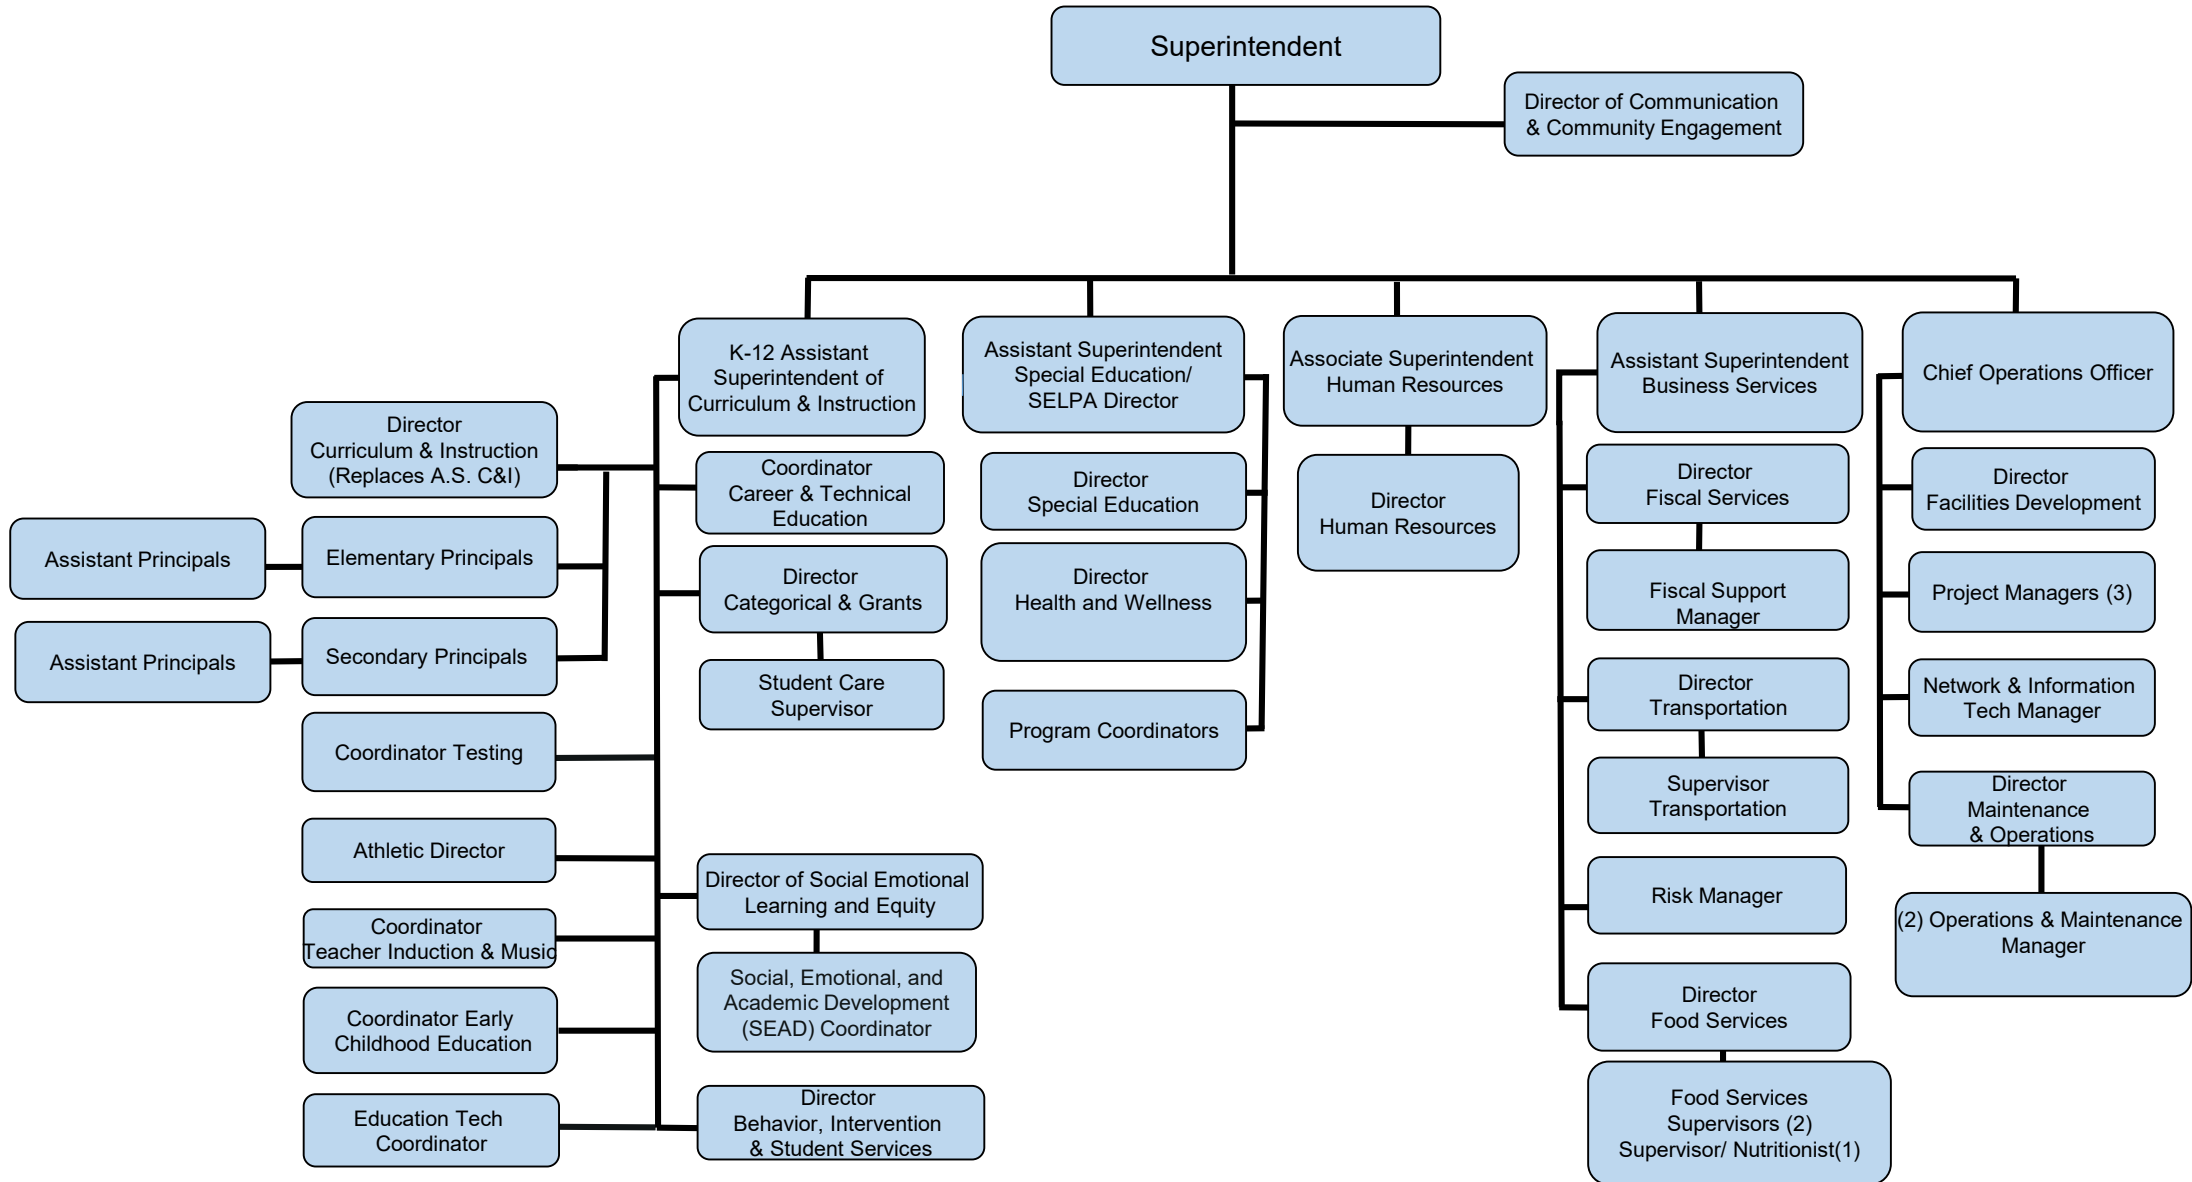 Superintendent
Director of Communication
& Community Engagement
K-12 Assistant
Superintendent of
Curriculum & Instruction
Assistant Superintendent
Special Education/
SELPA Director
Associate Superintendent
Human Resources
Assistant Superintendent
Business Services
Chief Operations Officer
Director
Curriculum & Instruction
(Replaces A.S. C&I)
Assistant Principals
Elementary Principals
Assistant Principals
Secondary Principals
Coordinator Testing
Athletic Director
Coordinator
Teacher Induction & Music
Coordinator Early
Childhood Education
Education Tech
Coordinator
Coordinator
Career & Technical
Education
Director
Categorical & Grants
Student Care
Supervisor
Director of Social Emotional
Learning and Equity
Social, Emotional, and
Academic Development
(SEAD) Coordinator
Director
Behavior, Intervention
& Student Services
Director
Special Education
Director
Health and Wellness
Program Coordinators
Director
Human Resources
Director
Fiscal Services
Fiscal Support
Manager
Director
Transportation
Supervisor
Transportation
Risk Manager
Director
Food Services
Food Services
Supervisors (2)
Supervisor/ Nutritionist(1)
Director
Facilities Development
Project Managers (3)
Network & Information
Tech Manager
Director
Maintenance
& Operations
(2) Operations & Maintenance
Manager